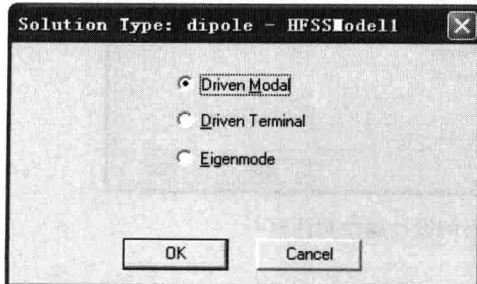 Solution Type: dipole - HFSSModel1
Driven Modal
Driven Terminal
Eigenmode
OK
Cancel